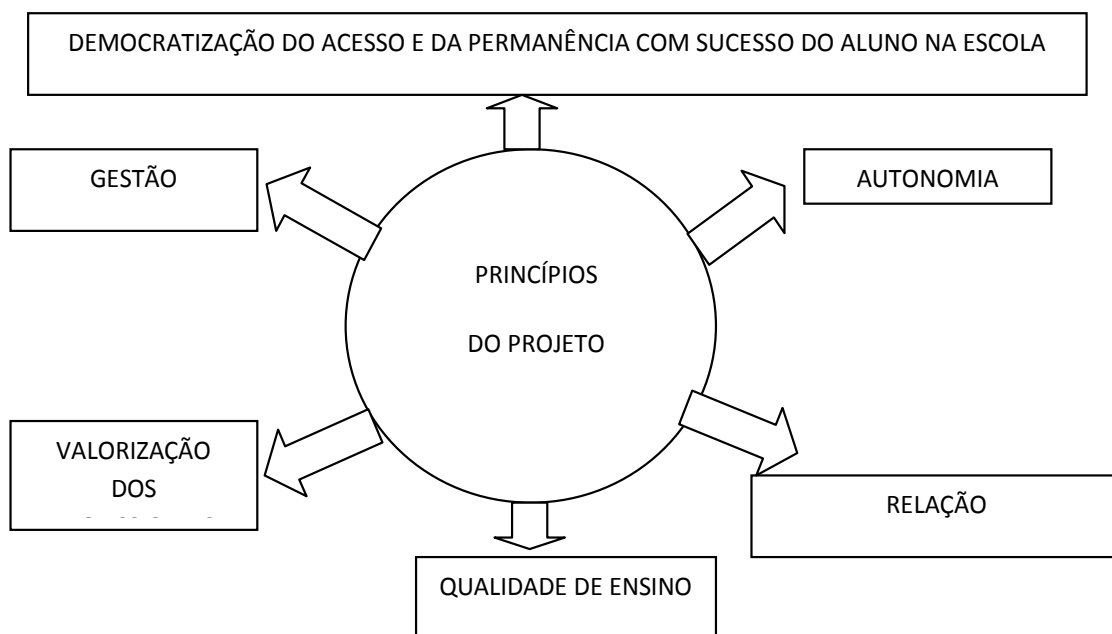 DEMOCRATIZAÇÃO DO ACESSO E DA PERMANÊNCIA COM SUCESSO DO ALUNO NA ESCOLA
GESTÃO
AUTONOMIA
PRINCÍPIOS
DO PROJETO
VALORIZAÇÃO
DOS
RELAÇÃO
QUALIDADE DE ENSINO